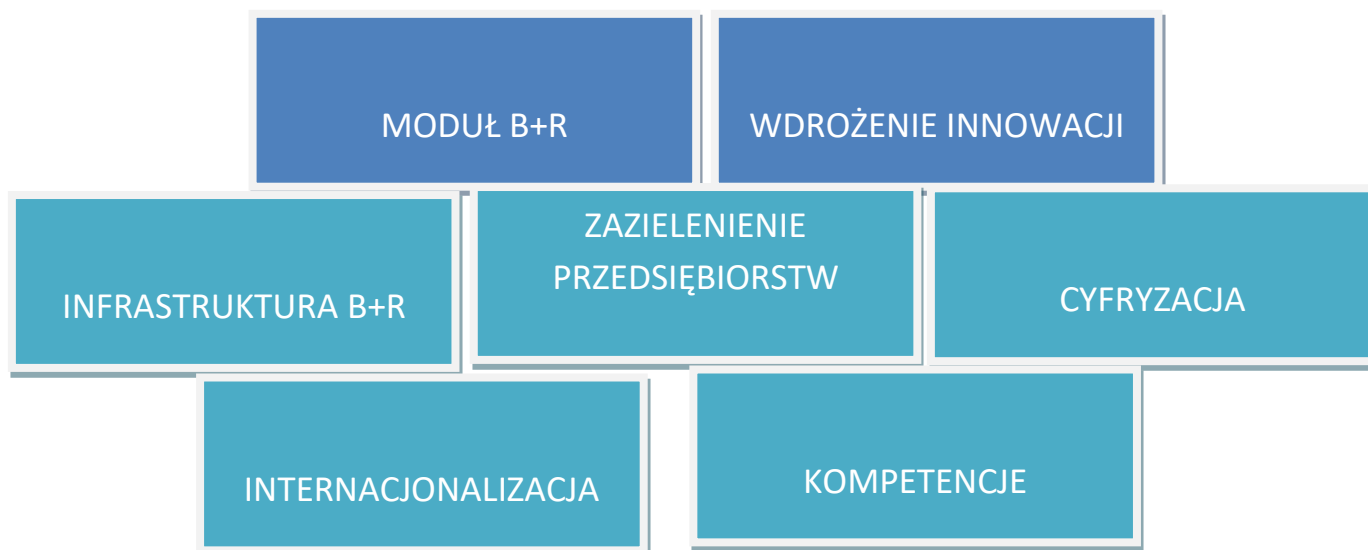 MODUŁ B+R
WDROŻENIE INNOWACJI
INFRASTRUKTURA B+R
ZAZIELENIENIE
PRZEDSIĘBIORSTW
CYFRYZACJA
INTERNACJONALIZACJA
KOMPETENCJE